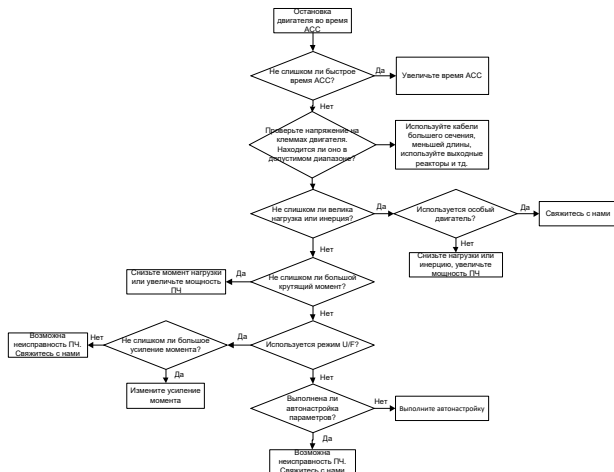 Остановка
двигателя во время
АСС
Не слишком ли быстрое
время АСС?
Да
Увеличьте время АСС
Нет
Проверьте напряжение на
клеммах двигателя.
Находится ли оно в
допустимом диапазоне?
Используйте кабели
большего сечения,
меньшей длины,
используйте выходные
реакторы и тд.
Нет
Не слишком ли велика
нагрузка или инерция?
Да
Используется особый
двигатель?
Да
Свяжитесь с нами
Нет
Снизить нагрузки или
инерцию, увеличьте
мощность ПЧ
Нет
Не слишком ли большой
крутящий момент?
Да
Снизьте момент нагрузки
или увеличьте мощность
ПЧ
Нет
Используется режим U/F?
Да
Не слишком ли большое
усиление момента?
Нет
Возможна
неисправность ПЧ.
Свяжитесь с нами
Да
Измените усиление
момента
Нет
Выполнена ли
автонастройка
параметров?
Нет
Выполните автонастройку
Да
Возможна
неисправность ПЧ.
Свяжитесь с нами